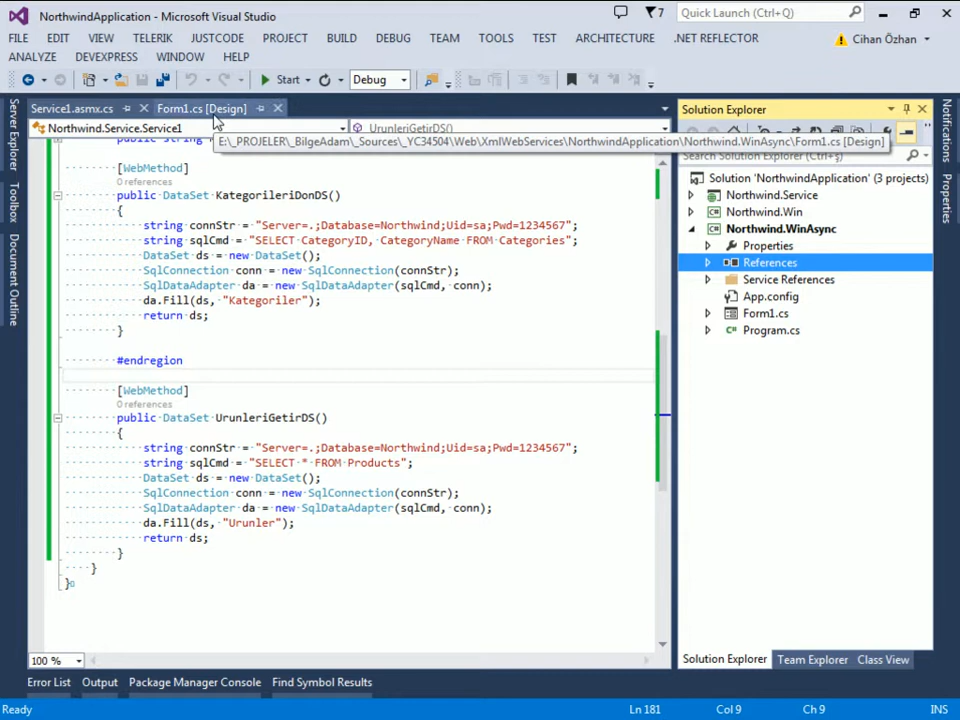 NorthwindApplication - Microsoft Visual Studio
7
Quick Launch (Ctrl+Q)
FILE EDIT VIEW TELERIK JUSTCODE PROJECT BUILD DEBUG TEAM TOOLS TEST ARCHITECTURE .NET REFLECTOR
Cihan Özhan
ANALYZE DEVEXPRESS WINDOW HELP
Start
Debug
Server Explorer
Toolbox
Document Outline
Service1.asmx.cs
Form1.cs [Design]
Northwind.Service.Service1
UrunleriGetirDS()
E:\_PROJELER\_BilgeAdam\_Sources\_YC34504\Web\XmlWebServices\NorthwindApplication\Northwind.WinAsync\Form1.cs [Design]
public string
[WebMethod]
0 references
public DataSet KategorileriDonDS()
{
string connStr = "Server=.;Database=Northwind;Uid=sa;Pwd=1234567";
string sqlCmd = "SELECT CategoryID, CategoryName FROM Categories";
DataSet ds = new DataSet();
SqlConnection conn = new SqlConnection(connStr);
SqlDataAdapter da = new SqlDataAdapter(sqlCmd, conn);
da.Fill(ds, "Kategoriler");
return ds;
}
#endregion
[WebMethod]
0 references
public DataSet UrunleriGetirDS()
{
string connStr = "Server=.;Database=Northwind;Uid=sa;Pwd=1234567";
string sqlCmd = "SELECT * FROM Products";
DataSet ds = new DataSet();
SqlConnection conn = new SqlConnection(connStr);
SqlDataAdapter da = new SqlDataAdapter(sqlCmd, conn);
da.Fill(ds, "Urunler");
return ds;
}
}
}
100 %
Solution Explorer
Search Solution Explorer (Ctrl+ş)
Solution 'NorthwindApplication' (3 projects)
Northwind.Service
Northwind.Win
Northwind.WinAsync
Properties
References
Service References
App.config
Form1.cs
Program.cs
Solution Explorer Team Explorer Class View
Notifications
Properties
Error List Output Package Manager Console Find Symbol Results
Ready
Ln 181 Col 9 Ch 9 INS